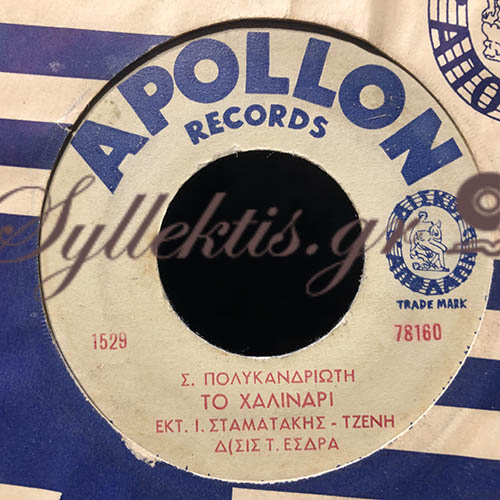 APOLLON
RECORDS
Syllektis.gr
TRADE MARK
1529
78160
Σ. ΠΟΛΥΚΑΝΔΡΙΩΤΗ
ΤΟ ΧΑΛΙΝΑΡΙ
ΕΚΤ. Ι. ΣΤΑΜΑΤΑΚΗΣ - ΤΖΕΝΗ
Δ(ΣΙΣ Τ. ΕΣΔΡΑ